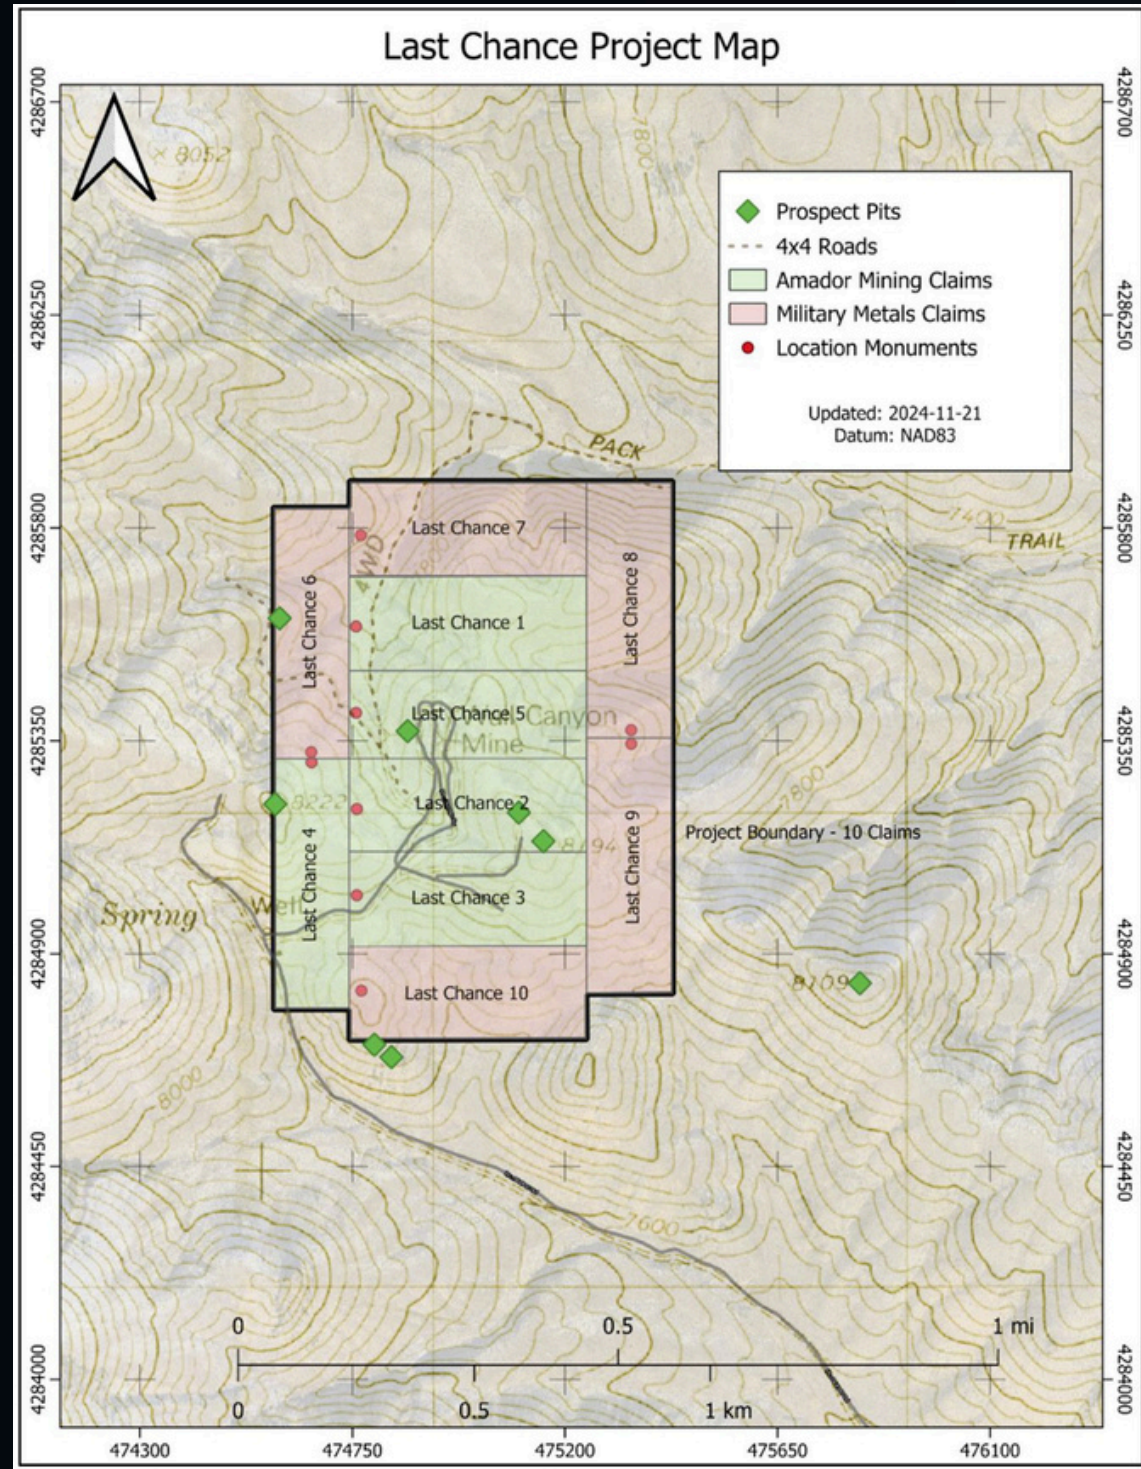 Last Chance Project Map
4286700
4286250
4285800
4285350
4284900
4284450
4284000
4286700
4286250
4285800
4285350
4284900
4284450
4284000
× 8052
7800
Prospect Pits
4x4 Roads
Amador Mining Claims
Military Metals Claims
Location Monuments
Updated: 2024-11-21
Datum: NAD83
PACK
7400
TRAIL
4WD
Last Chance 7
Last Chance 8
Last Chance 6
Last Chance 1
Last Chance 5
Wall Canyon
Mine
8222
Last Chance 2
7800
Project Boundary - 10 Claims
8194
Last Chance 4
Last Chance 9
Last Chance 3
Spring
Well
8109
Last Chance 10
8000
7600
0 0.5 1 mi
0 0.5 1 km
474300 474750 475200 475650 476100